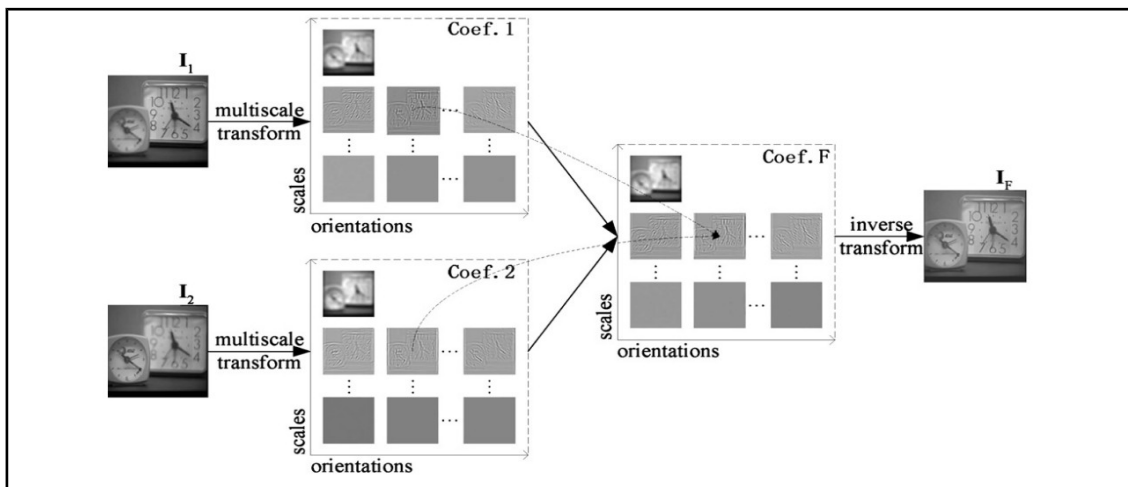 I1
multiscale
transform
Coef.1
scales
orientations
I2
multiscale
transform
Coef.2
scales
orientations
Coef.F
scales
orientations
inverse
transform
IF